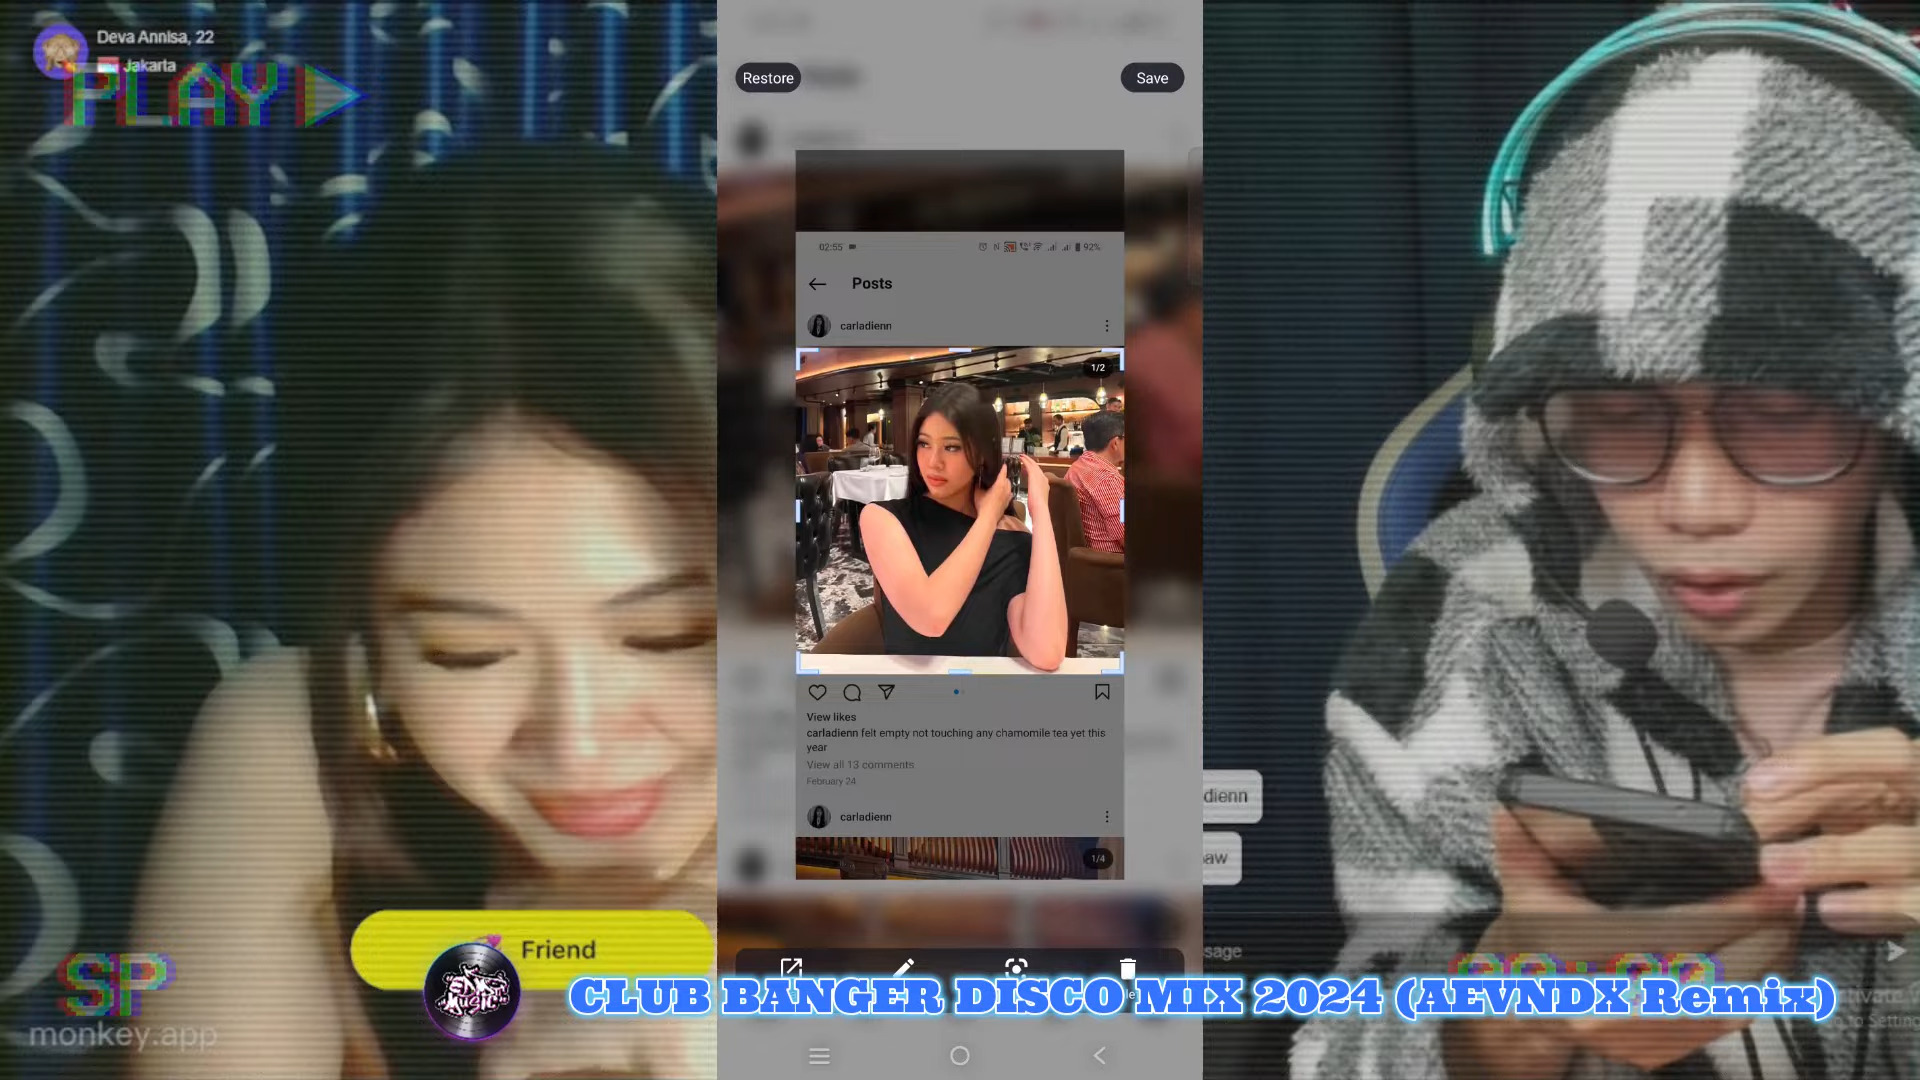 Deva Annisa, 22
Jakarta
PLAY
Restore
Save
02:55
92%
Posts
carladienn
1/2
View likes
carladienn felt empty not touching any chamomile tea yet this
year
View all 13 comments
February 24
carladienn
1/4
dienn
aw
sage
Friend
SP
monkey.app
EDM
MUSIC
CLUB BANGER DISCO MIX 2024 (AEVNDX Remix)